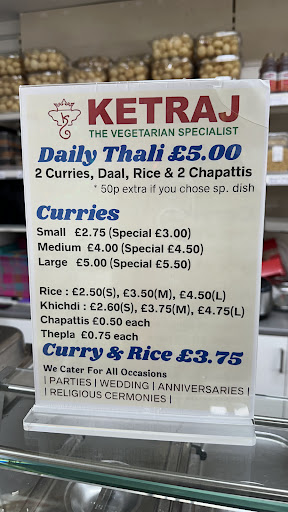 KETRAJ
THE VEGETARIAN SPECIALIST
Daily Thali £5.00
2 Curries, Daal, Rice & 2 Chapattis
* 50p extra if you chose sp. dish
Curries
Small £2.75 (Special £3.00)
Medium £4.00 (Special £4.50)
Large £5.00 (Special £5.50)
Rice : £2.50(S), £3.50(M), £4.50(L)
Khichdi : £2.60(S), £3.75(M), £4.75(L)
Chapattis £0.50 each
Thepla £0.75 each
Curry & Rice £3.75
We Cater For All Occasions
| PARTIES | WEDDING | ANNIVERSARIES |
| RELIGIOUS CERMONIES |